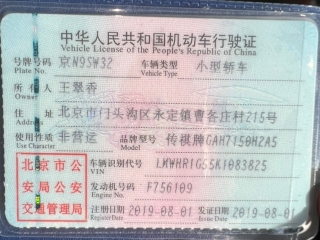 中华人民共和国机动车行驶证
Vehicle License of the People's Republic of China
号牌号码 京N9SW32 车辆类型 小型轿车
Plate No. Vehicle Type
所有人 王翠香
Owner
住址 北京市门头沟区永定镇曹各庄村215号
Address
使用性质 非营运 品牌型号 传祺牌GAH7150H2A5
Use Character Model
北京市公安局公安交通管理局
车辆识别代号 LMWHR1G55K1083825
VIN
发动机号码 F756109
Engine No.
注册日期 2019-08-01 发证日期 2019-08-01
Register Date Issue Date